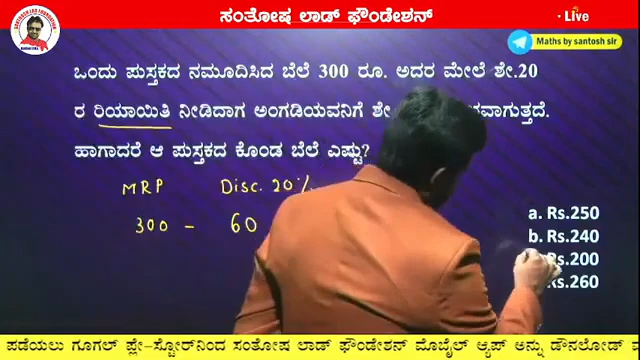 ಸಂತೋಷ ಲಾಡ್ ಫೌಂಡೇಶನ್
Live
Maths by santosh sir
ಒಂದು ಪುಸ್ತಕದ ನಮೂದಿಸಿದ ಬೆಲೆ 300 ರೂ. ಅದರ ಮೇಲೆ ಶೇ.20
ರ ರಿಯಾಯಿತಿ ನೀಡಿದಾಗ ಅಂಗಡಿಯವನಿಗೆ ಶೇ
ಹಾಗಾದರೆ ಆ ಪುಸ್ತಕದ ಕೊಂಡ ಬೆಲೆ ಎಷ್ಟು?
MRP Disc. 20%
300 - 60
a. Rs.250
b. Rs.240
Rs.200
Rs.260
ಪಡೆಯಲು ಗೂಗಲ್ ಪ್ಲೇ-ಸ್ಟೋರ್‌ನಿಂದ ಸಂತೋಷ ಲಾಡ್ ಫೌಂಡೇಶನ್ ಮೊಬೈಲ್ ಆ್ಯಪ್ ಅನ್ನು